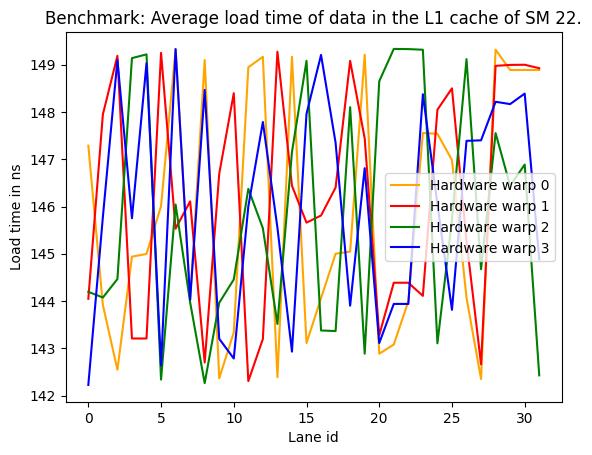 Benchmark: Average load time of data in the L1 cache of SM 22.
Load time in ns
149
148
147
146
145
144
143
142
Hardware warp 0
Hardware warp 1
Hardware warp 2
Hardware warp 3
0
5
10
15
20
25
30
Lane id